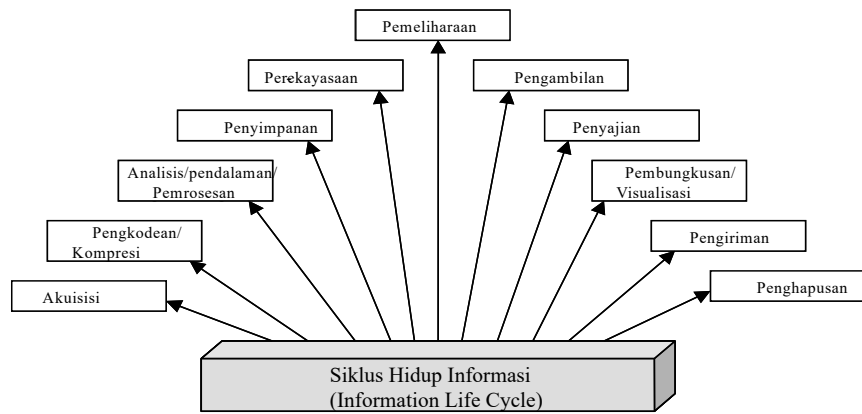 Pemeliharaan
Perekayasaan
Pengambilan
Penyimpanan
Penyajian
Analisis/pendalaman/
Pemrosesan
Pembungkusan/
Visualisasi
Pengkodean/
Kompresi
Pengiriman
Akuisisi
Penghapusan
Siklus Hidup Informasi
(Information Life Cycle)